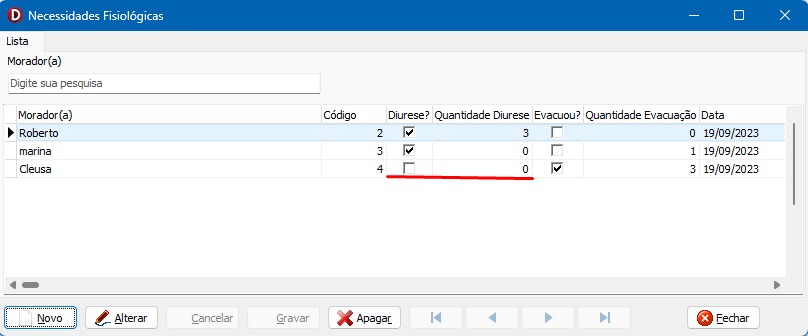 D Necessidades Fisiológicas
Lista
Morador(a)
Digite sua pesquisa
Morador(a) Código Diurese? Quantidade Diurese Evacuou? Quantidade Evacuação Data
Roberto 2 3 0 19/09/2023
marina 3 0 1 19/09/2023
Cleusa 4 0 3 19/09/2023
Novo Alterar Cancelar Gravar Apagar Fechar